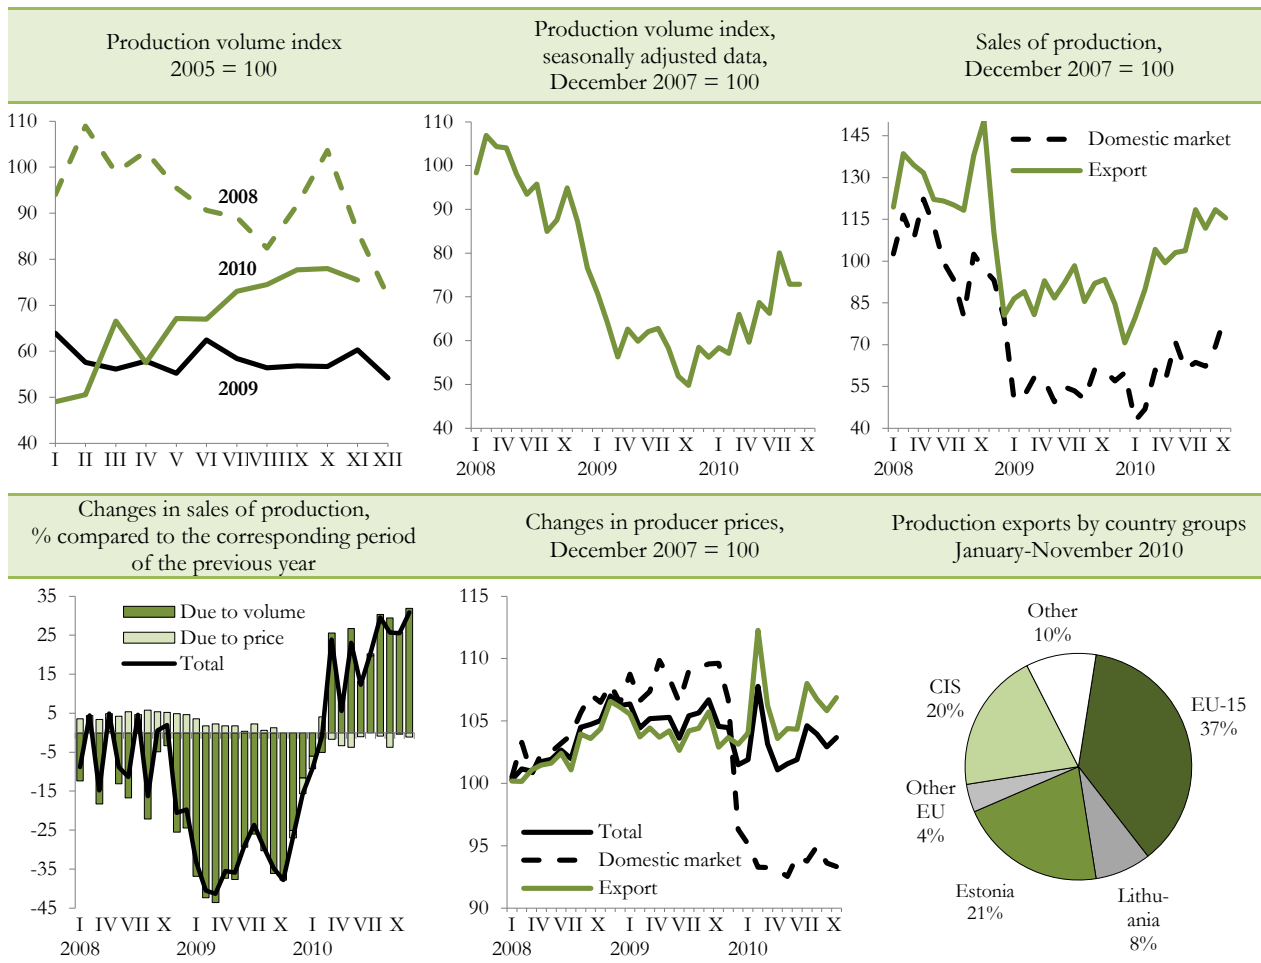 Production volume index
2005 = 100
Production volume index,
seasonally adjusted data,
December 2007 = 100
Sales of production,
December 2007 = 100
110
100
90
80
70
60
50
40
2008
2010
2009
I II III IV V VI VII VIII IX X XI XII
110
100
90
80
70
60
50
40
I IV VII X I IV VII X I IV VII X
2008 2009 2010
145
130
115
100
85
70
55
40
Domestic market
Export
I IV VII X I IV VII X I IV VII X
2008 2009 2010
Changes in sales of production,
% compared to the corresponding period
of the previous year
Changes in producer prices,
December 2007 = 100
Production exports by country groups
January-November 2010
35
25
15
5
-5
-15
-25
-35
-45
Due to volume
Due to price
Total
I IV VII X I IV VII X I IV VII X
2008 2009 2010
115
110
105
100
95
90
Total
Domestic market
Export
I IV VII X I IV VII X I IV VII X
2008 2009 2010
Other
10%
EU-15
37%
CIS
20%
Other
EU
4%
Estonia
21%
Lithu-
ania
8%